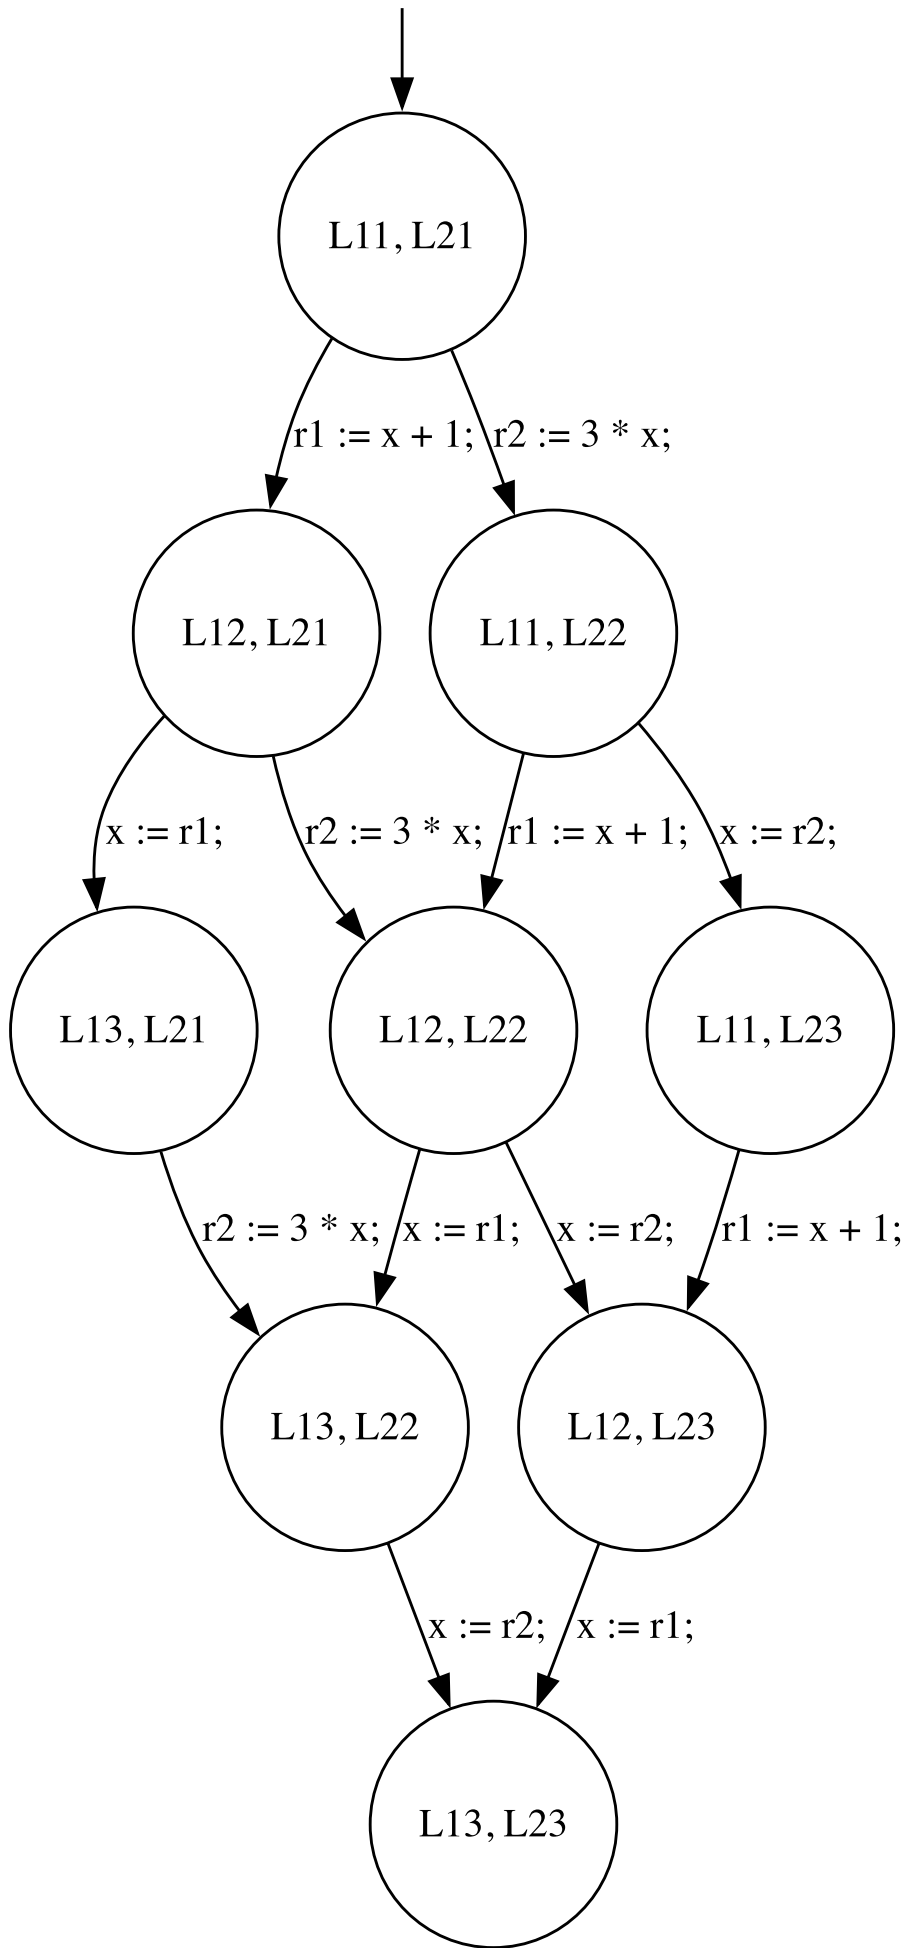 L11, L21
r1 := x + 1;
r2 := 3 * x;
L12, L21
L11, L22
x := r1;
r2 := 3 * x;
r1 := x + 1;
x := r2;
L13, L21
L12, L22
L11, L23
r2 := 3 * x;
x := r1;
x := r2;
r1 := x + 1;
L13, L22
L12, L23
x := r2;
x := r1;
L13, L23